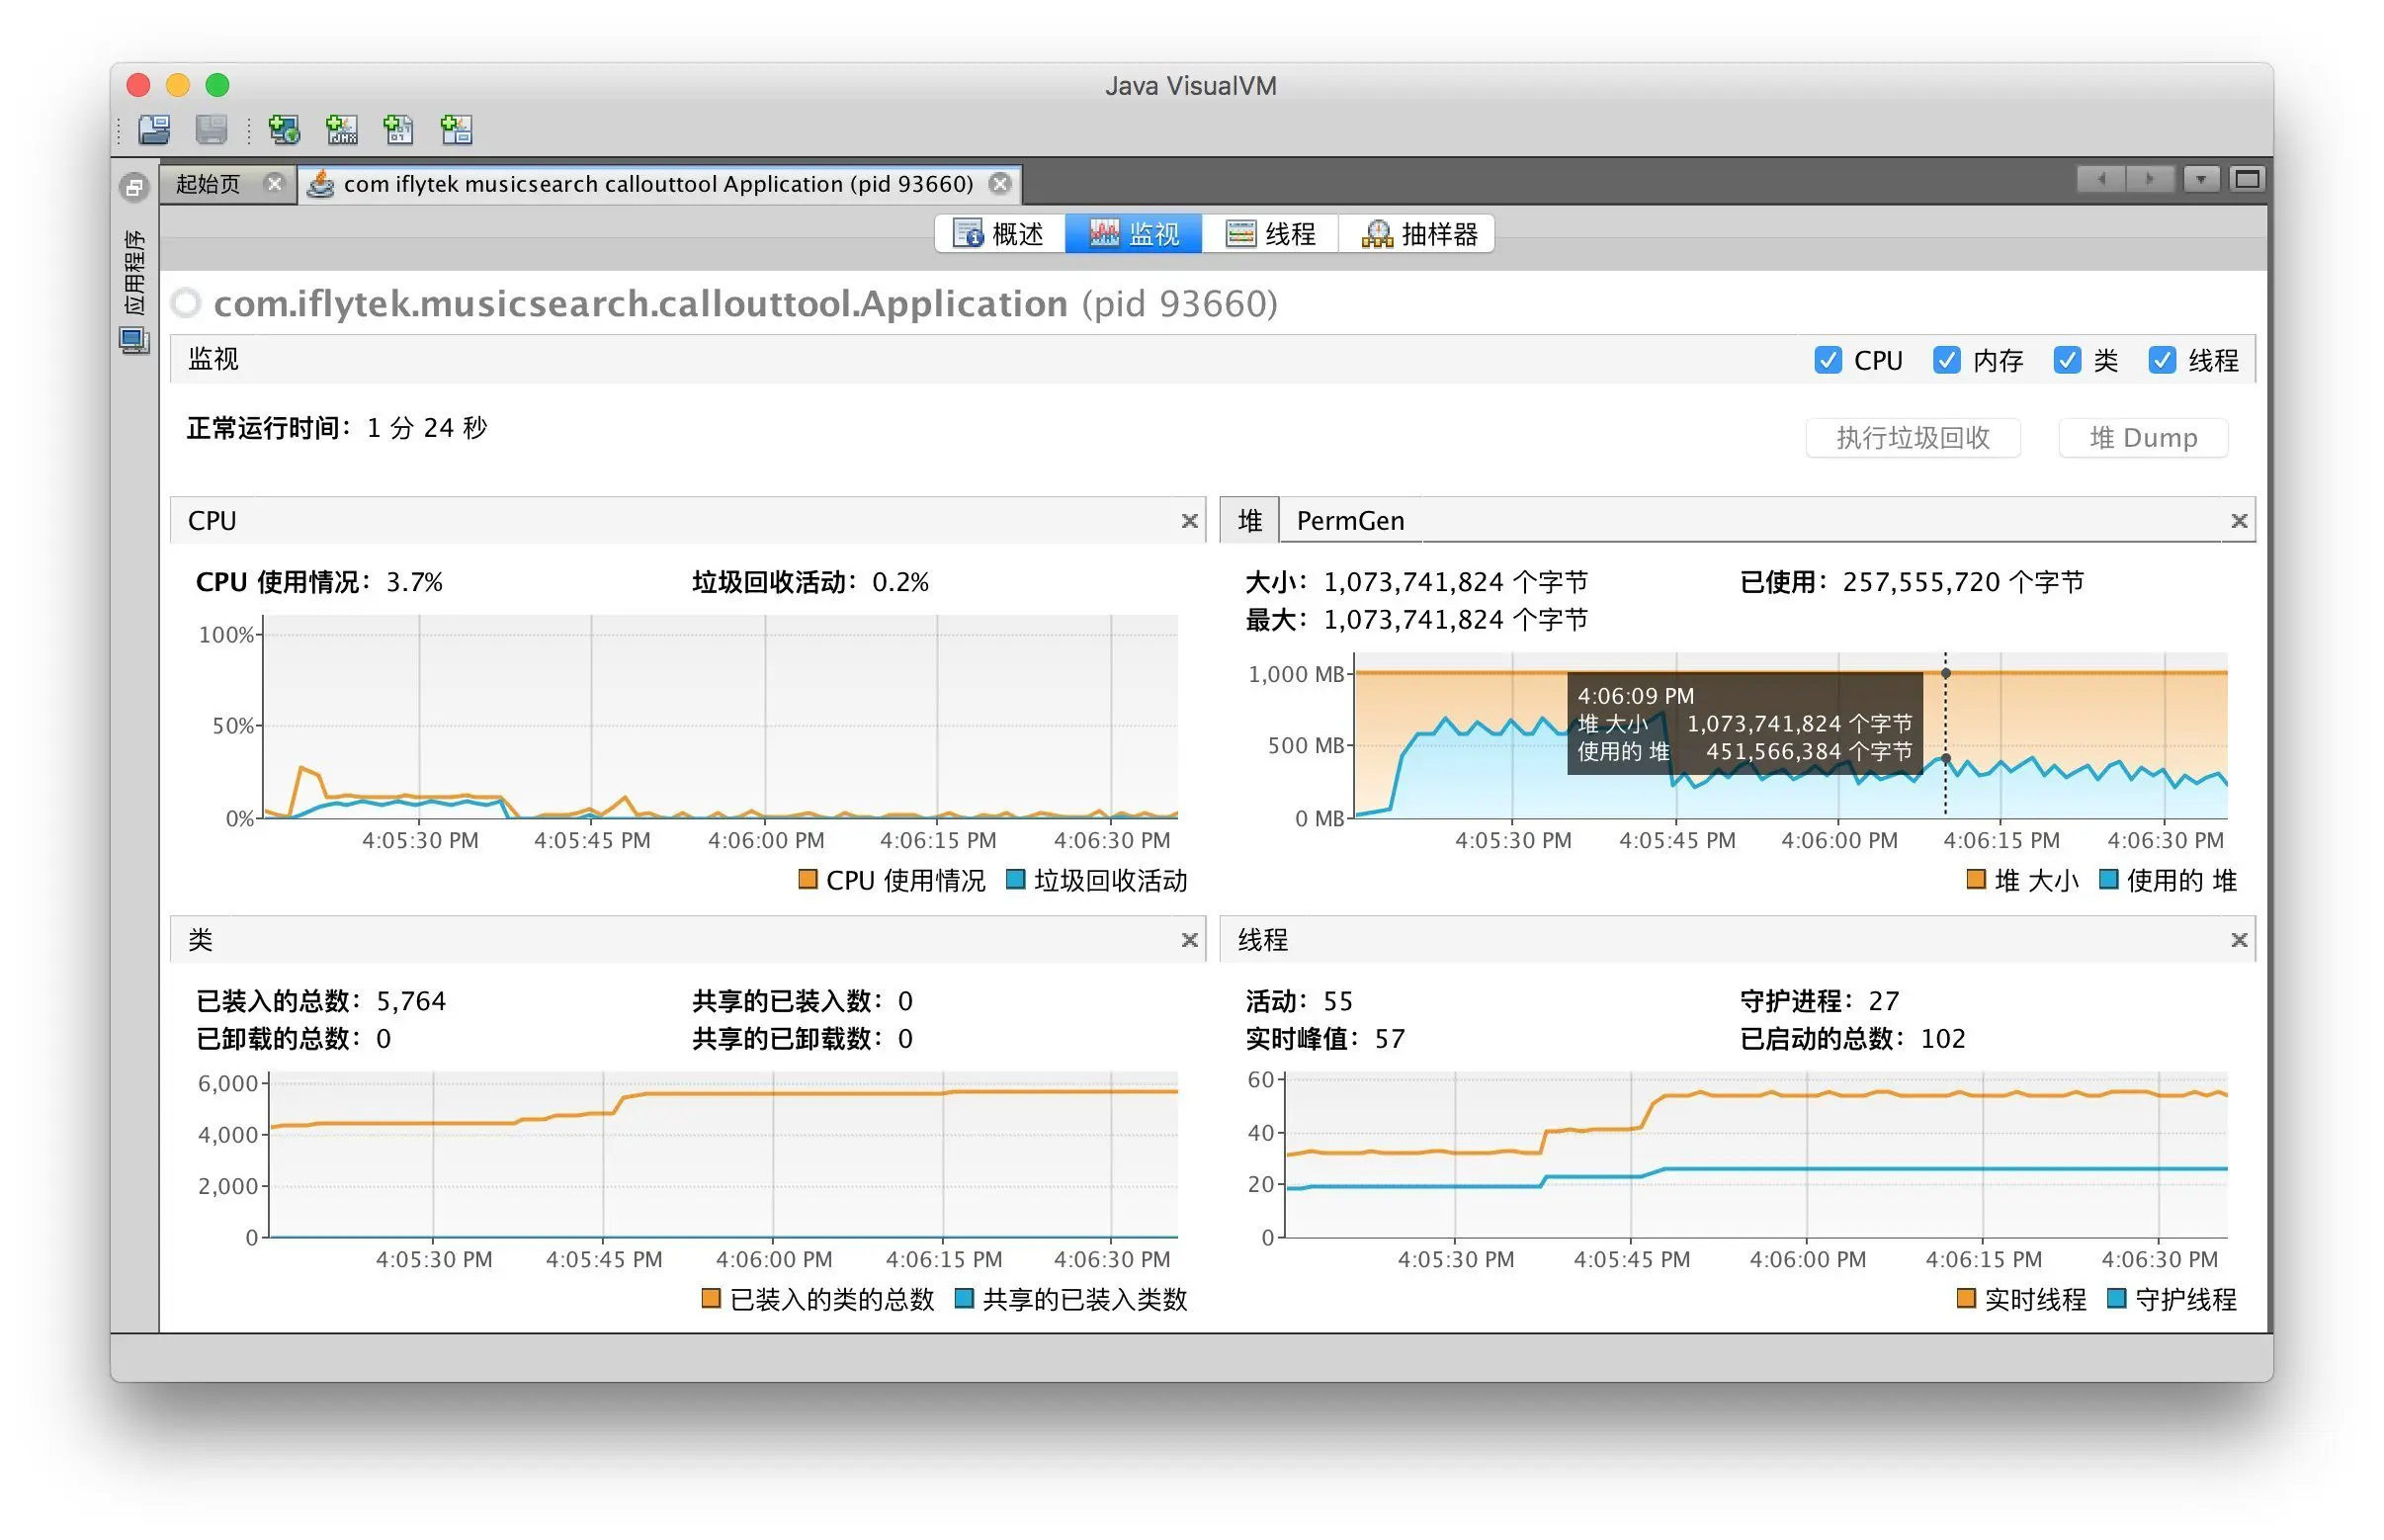 Java VisualVM
起始页
com iflytek musicsearch callouttool Application (pid 93660)
应用程序
概述 监视 线程 抽样器
com.iflytek.musicsearch.callouttool.Application (pid 93660)
监视
CPU 内存 类 线程
正常运行时间： 1 分 24 秒
执行垃圾回收 堆 Dump
CPU
CPU 使用情况： 3.7% 垃圾回收活动： 0.2%
100%
50%
0%
4:05:30 PM 4:05:45 PM 4:06:00 PM 4:06:15 PM 4:06:30 PM
CPU 使用情况 垃圾回收活动
堆 PermGen
大小： 1,073,741,824 个字节 已使用： 257,555,720 个字节
最大： 1,073,741,824 个字节
1,000 MB
500 MB
0 MB
4:06:09 PM
堆 大小 1,073,741,824 个字节
使用的 堆 451,566,384 个字节
4:05:30 PM 4:05:45 PM 4:06:00 PM 4:06:15 PM 4:06:30 PM
堆 大小 使用的 堆
类
已装入的总数： 5,764 共享的已装入数： 0
已卸载的总数： 0 共享的已卸载数： 0
6,000
4,000
2,000
0
4:05:30 PM 4:05:45 PM 4:06:00 PM 4:06:15 PM 4:06:30 PM
已装入的类的总数 共享的已装入类数
线程
活动： 55 守护进程： 27
实时峰值： 57 已启动的总数： 102
60
40
20
0
4:05:30 PM 4:05:45 PM 4:06:00 PM 4:06:15 PM 4:06:30 PM
实时线程 守护线程